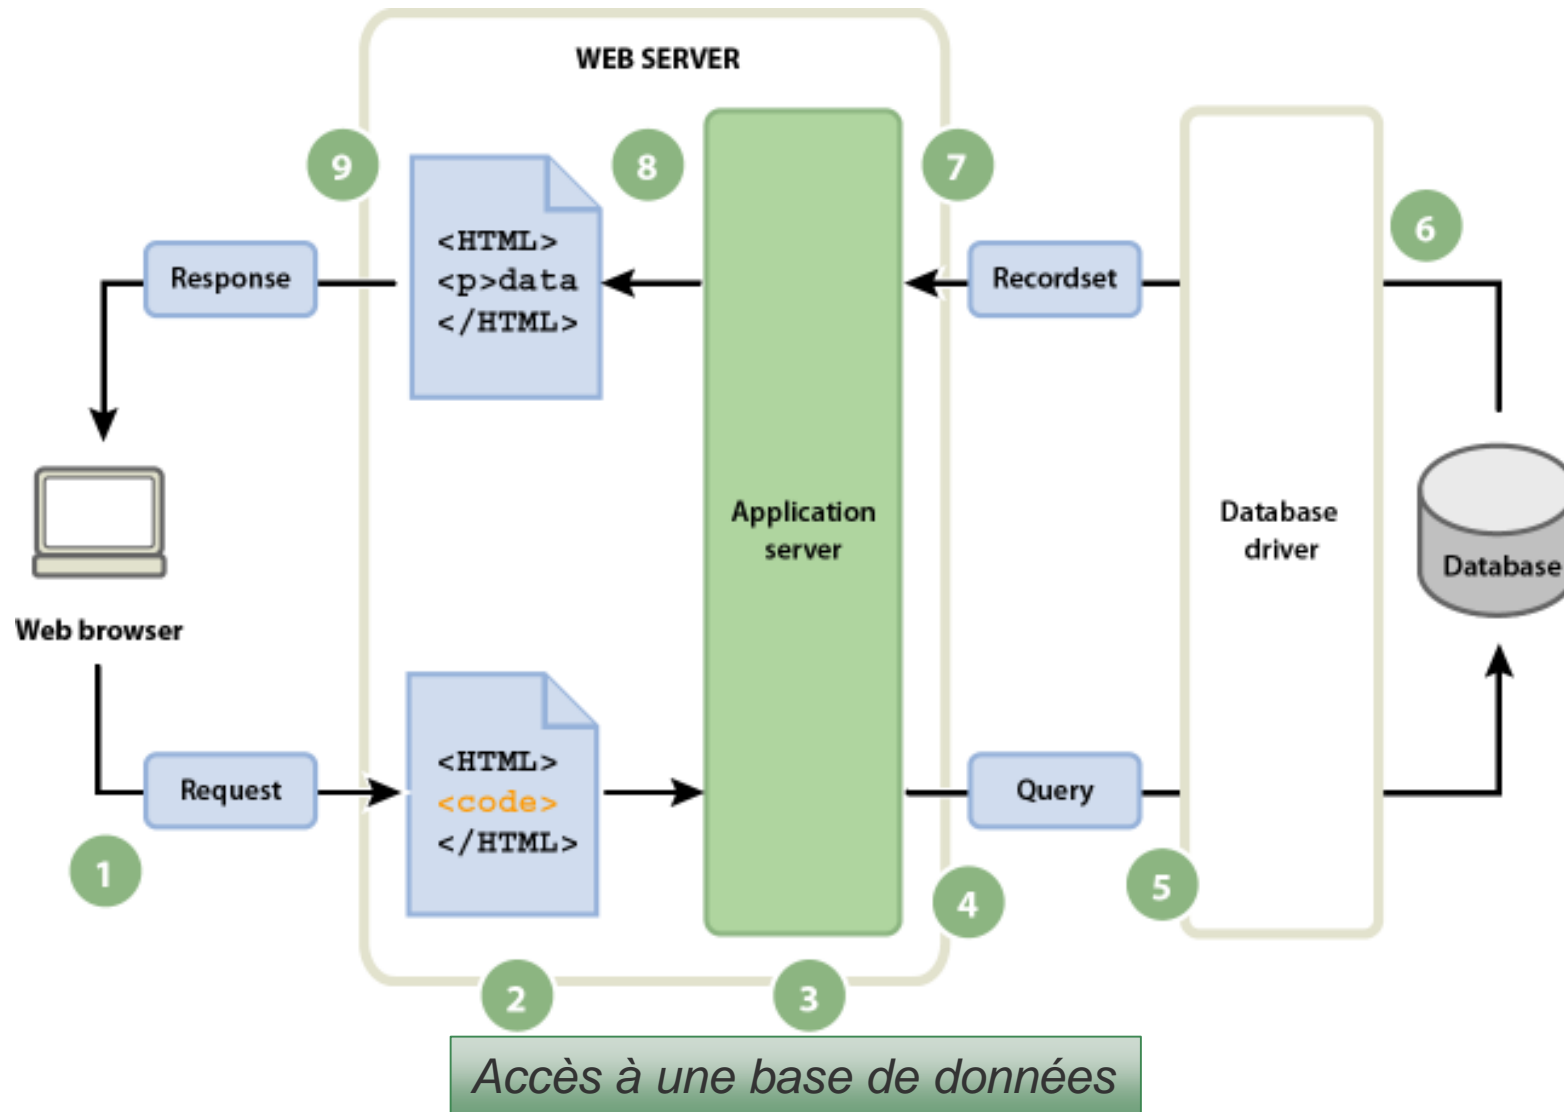 WEB SERVER
9
8
7
6
<HTML>
<p>data
</HTML>
Response
Recordset
Application
server
Database
driver
Database
Web browser
<HTML>
<code>
</HTML>
Request
Query
1
4
5
2
3
Accès à une base de données